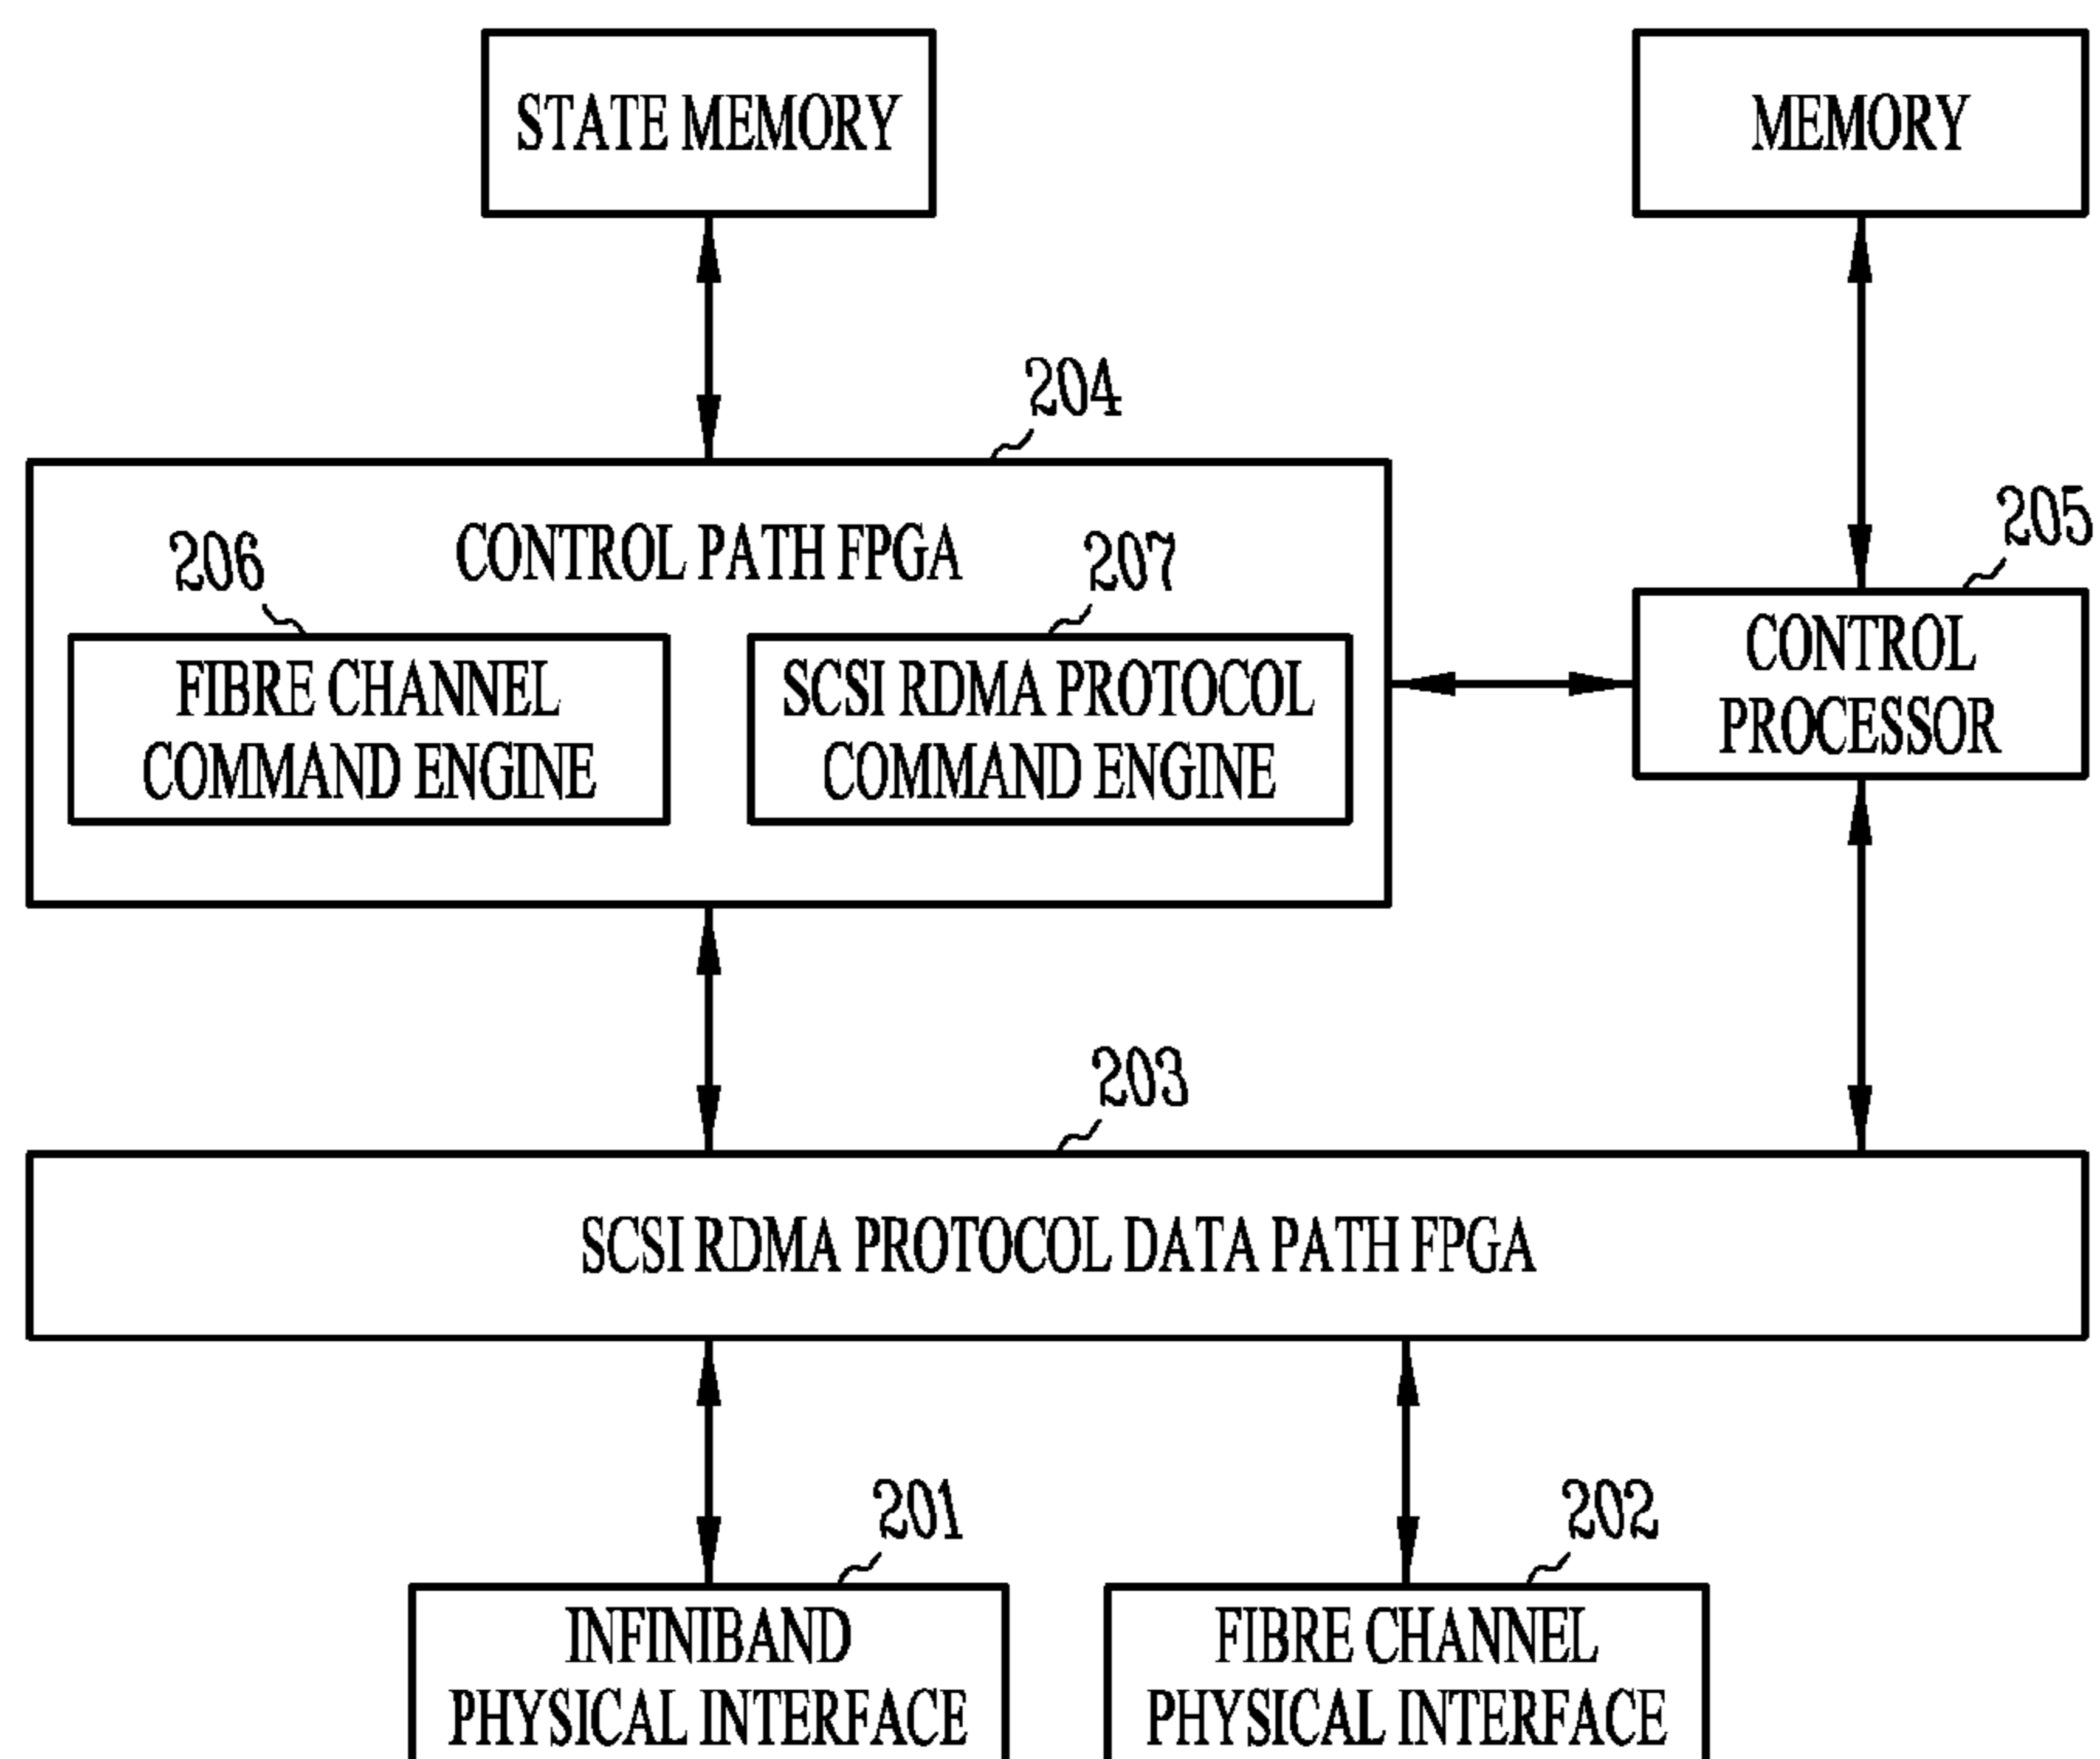 STATE MEMORY
MEMORY
204
205
CONTROL PATH FPGA
206
207
FIBRE CHANNEL
COMMAND ENGINE
SCSI RDMA PROTOCOL
COMMAND ENGINE
CONTROL
PROCESSOR
203
SCSI RDMA PROTOCOL DATA PATH FPGA
201
202
INFINIBAND
PHYSICAL INTERFACE
FIBRE CHANNEL
PHYSICAL INTERFACE